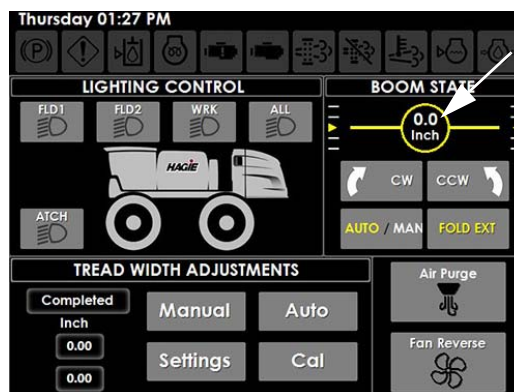 Thursday 01:27 PM
(P)
LIGHTING CONTROL
FLD1 FLD2 WRK ALL
HAGIE
ATCH
BOOM STATE
0.0
Inch
CW CCW
AUTO / MAN FOLD EXT
TREAD WIDTH ADJUSTMENTS
Completed
Inch
0.00
0.00
Manual Auto
Settings Cal
Air Purge
Fan Reverse